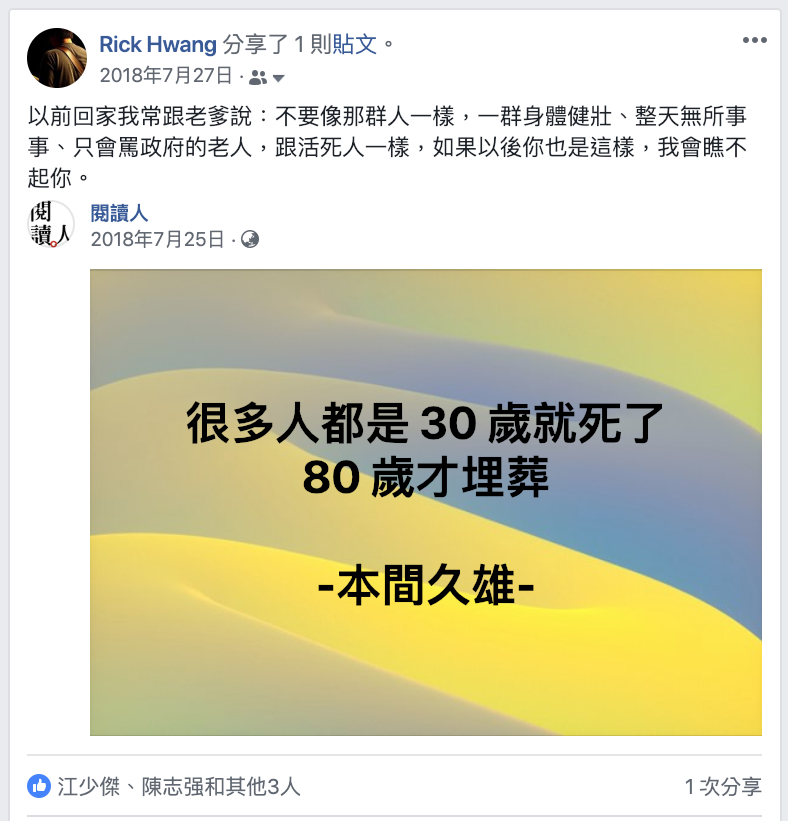 Rick Hwang 分享了 1 則貼文。
2018年7月27日 ·
以前回家我常跟老爹說：不要像那群人一樣，一群身體健壯、整天無所事
事、只會罵政府的老人，跟活死人一樣，如果以後你也是這樣，我會瞧不
起你。
閱
讀人
閱讀人
2018年7月25日 ·
很多人都是 30 歲就死了
80 歲才埋葬
-本間久雄-
江少傑、陳志强和其他3人
1 次分享